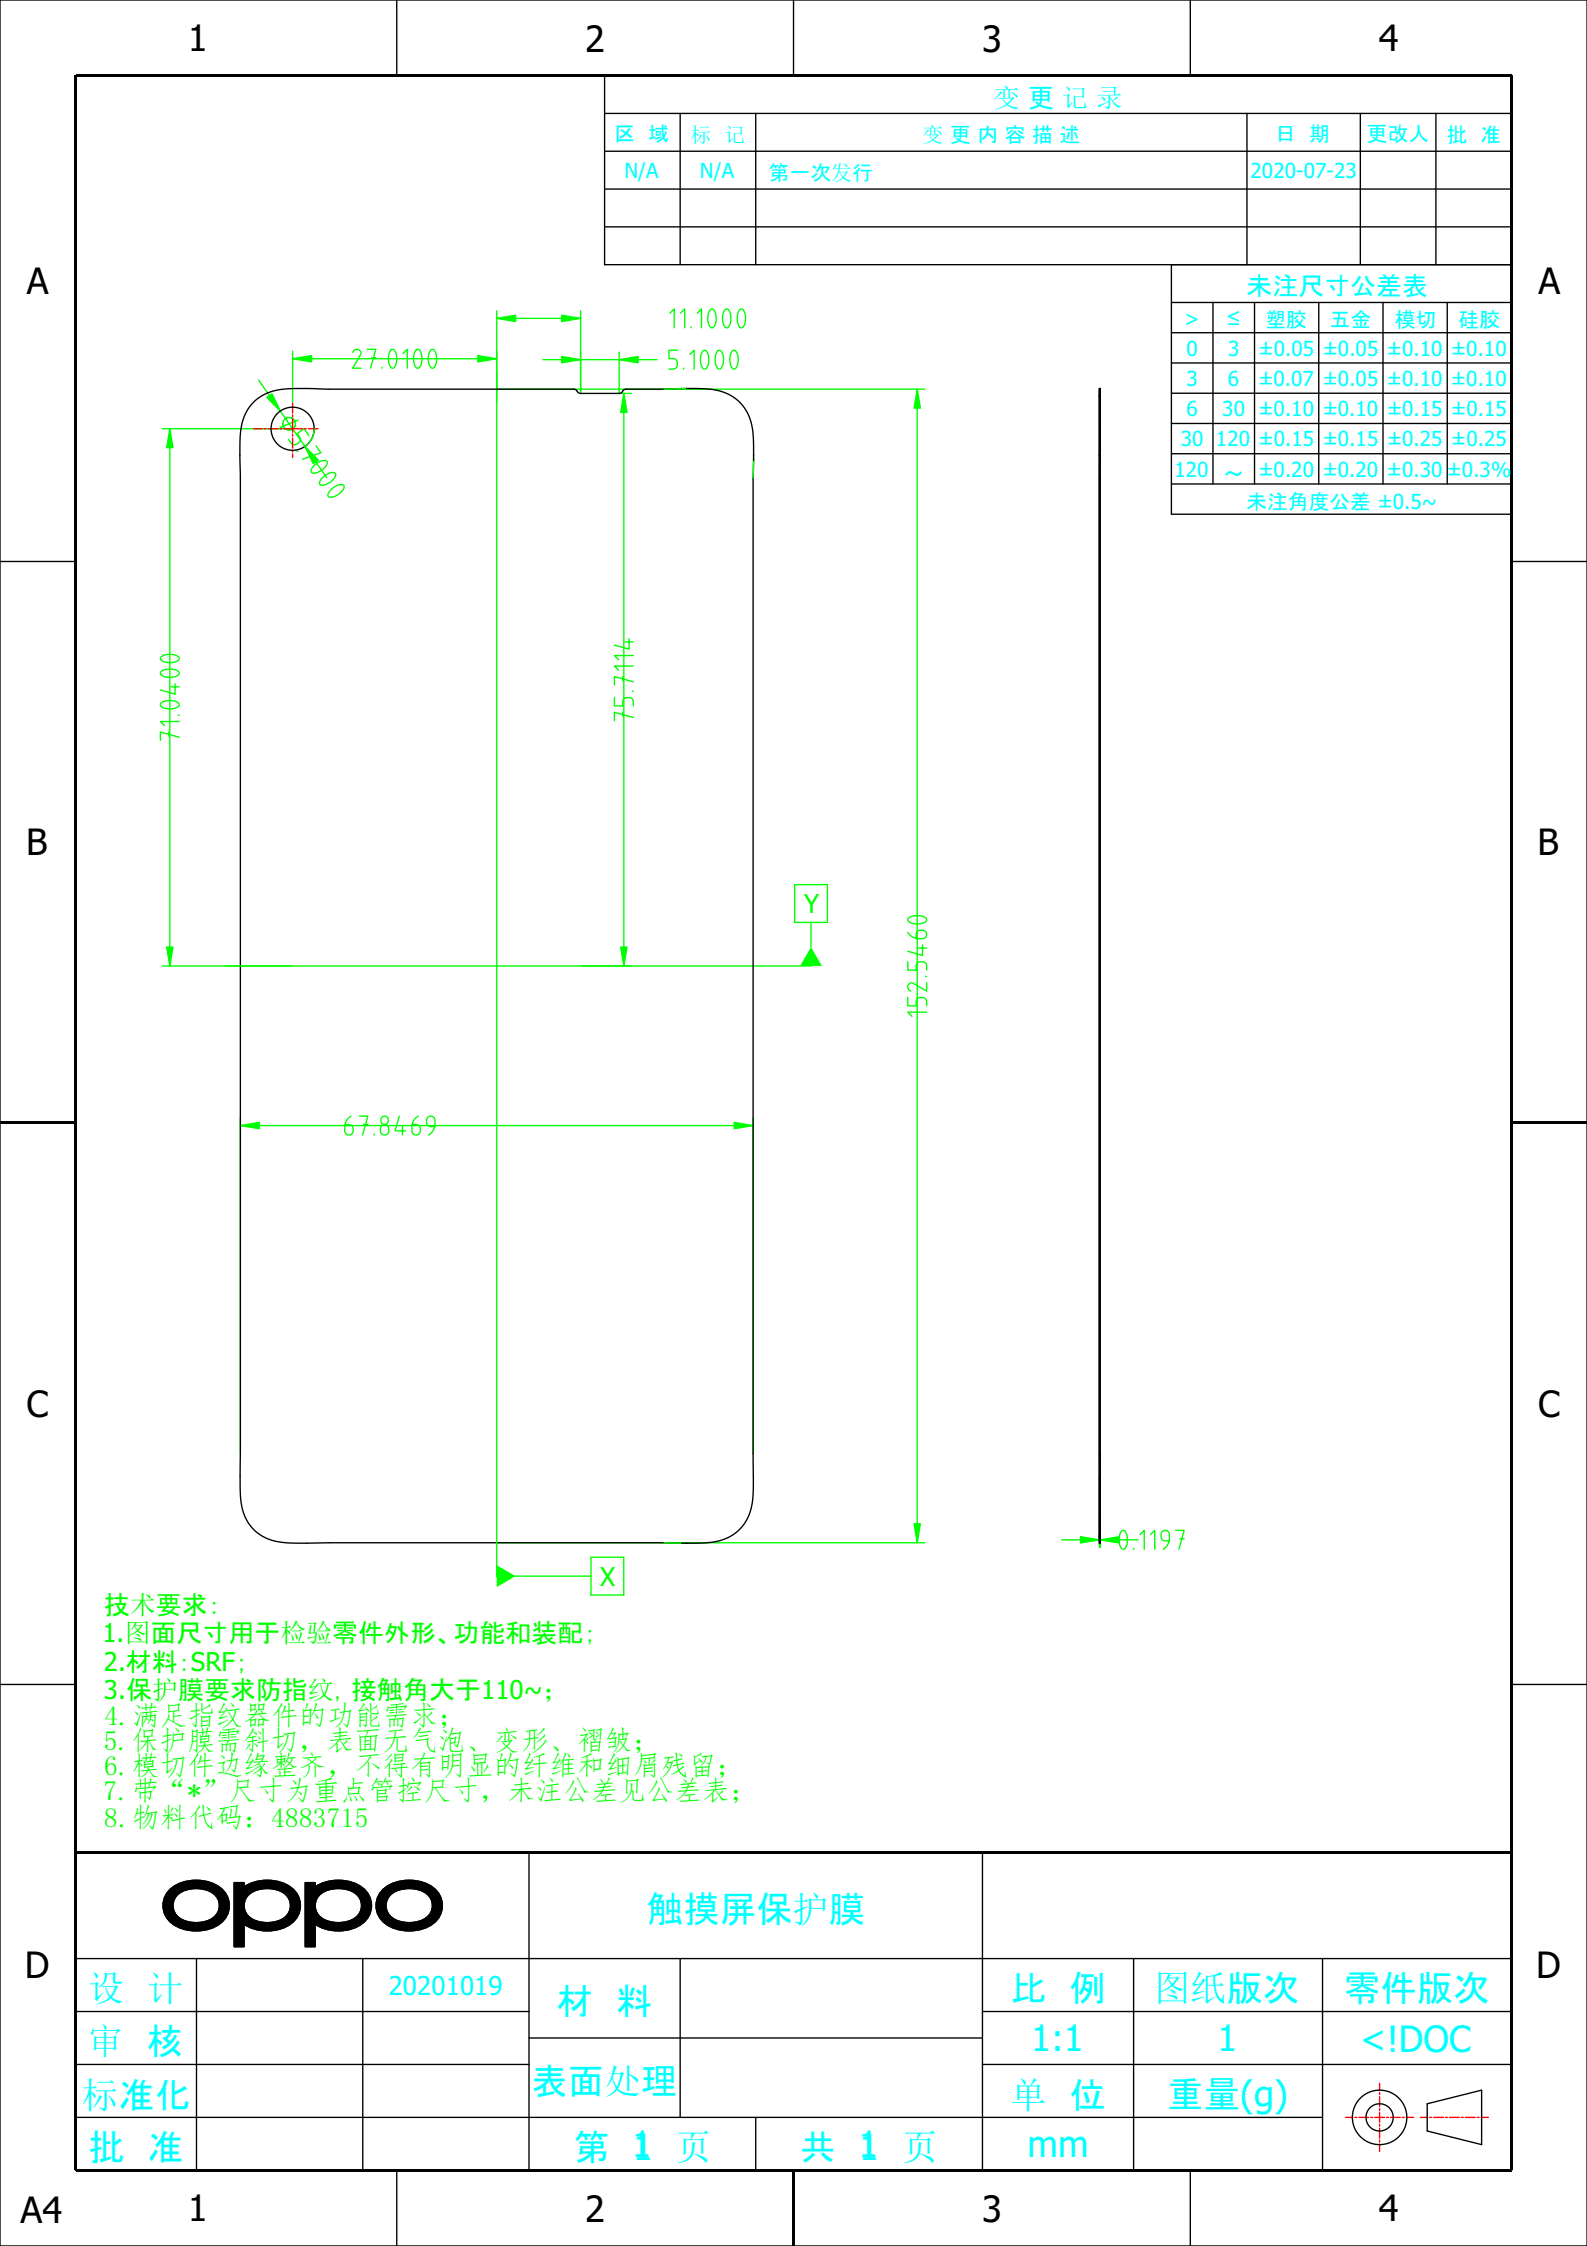 1 2 3 4
变更记录
区域 标记 变更内容描述 日期 更改人 批准
N/A N/A 第一次发行 2020-07-23
A A
未注尺寸公差表
> ≤ 塑胶 五金 模切 硅胶
0 3 ±0.05 ±0.05 ±0.10 ±0.10
3 6 ±0.07 ±0.05 ±0.10 ±0.10
6 30 ±0.10 ±0.10 ±0.15 ±0.15
30 120 ±0.15 ±0.15 ±0.25 ±0.25
120 ~ ±0.20 ±0.20 ±0.30 ±0.3%
未注角度公差 ±0.5~
11.1000
27.0100
5.1000
φ5.7000
71.0400
75.7114
B B
Y
152.5460
67.8469
C C
0.1197
X
技术要求:
1.图面尺寸用于检验零件外形、功能和装配;
2.材料:SRF;
3.保护膜要求防指纹, 接触角大于110~;
4. 满足指纹器件的功能需求;
5. 保护膜需斜切, 表面无气泡、变形、褶皱;
6. 模切件边缘整齐, 不得有明显的纤维和细屑残留;
7. 带“*”尺寸为重点管控尺寸, 未注公差见公差表;
8. 物料代码: 4883715
oppo
触摸屏保护膜
D D
设计 20201019 材料 比例 图纸版次 零件版次
审核 1:1 1 <!DOC
标准化 表面处理 单位 重量(g)
批准 第 1 页 共 1 页 mm
A4 1 2 3 4